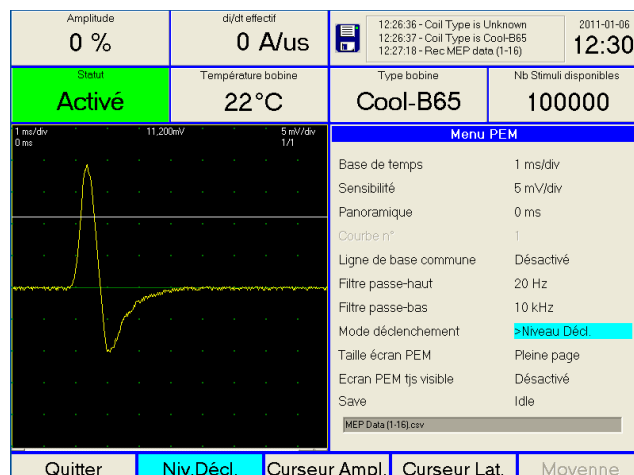 Amplitude
0 %
di/dt effectif
0 A/us
12:26:36 - Coil Type is Unknown
12:26:37 - Coil Type is Cool-B65
12:27:18 - Rec MEP data (1-16)
2011-01-06
12:30
Statut
Activé
Température bobine
22°C
Type bobine
Cool-B65
Nb Stimuli disponibles
100000
1 ms/div 11,200mV 5 mV/div
0 ms 1/1
Menu PEM
Base de temps 1 ms/div
Sensibilité 5 mV/div
Panoramique 0 ms
Courbe n° 1
Ligne de base commune Désactivé
Filtre passe-haut 20 Hz
Filtre passe-bas 10 kHz
Mode déclenchement >Niveau Décl.
Taille écran PEM Pleine page
Ecran PEM tjs visible Désactivé
Save Idle
MEP Data (1-16).csv
Quitter Niv.Décl. Curseur Ampl. Curseur Lat. Moyenne